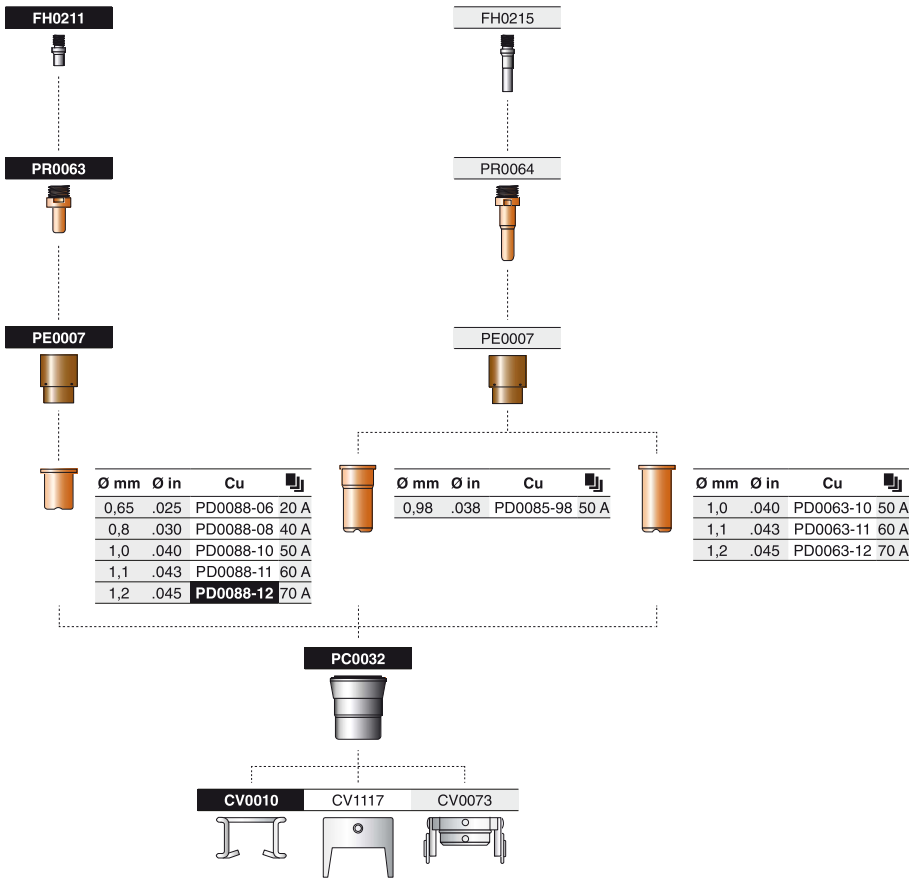 FH0211
FH0215
PR0063
PR0064
PE0007
PE0007
Ø mm Ø in Cu
0,65 .025 PD0088-06 20 A
0,8 .030 PD0088-08 40 A
1,0 .040 PD0088-10 50 A
1,1 .043 PD0088-11 60 A
1,2 .045 PD0088-12 70 A
Ø mm Ø in Cu
0,98 .038 PD0085-98 50 A
Ø mm Ø in Cu
1,0 .040 PD0063-10 50 A
1,1 .043 PD0063-11 60 A
1,2 .045 PD0063-12 70 A
PC0032
CV0010 CV1117 CV0073